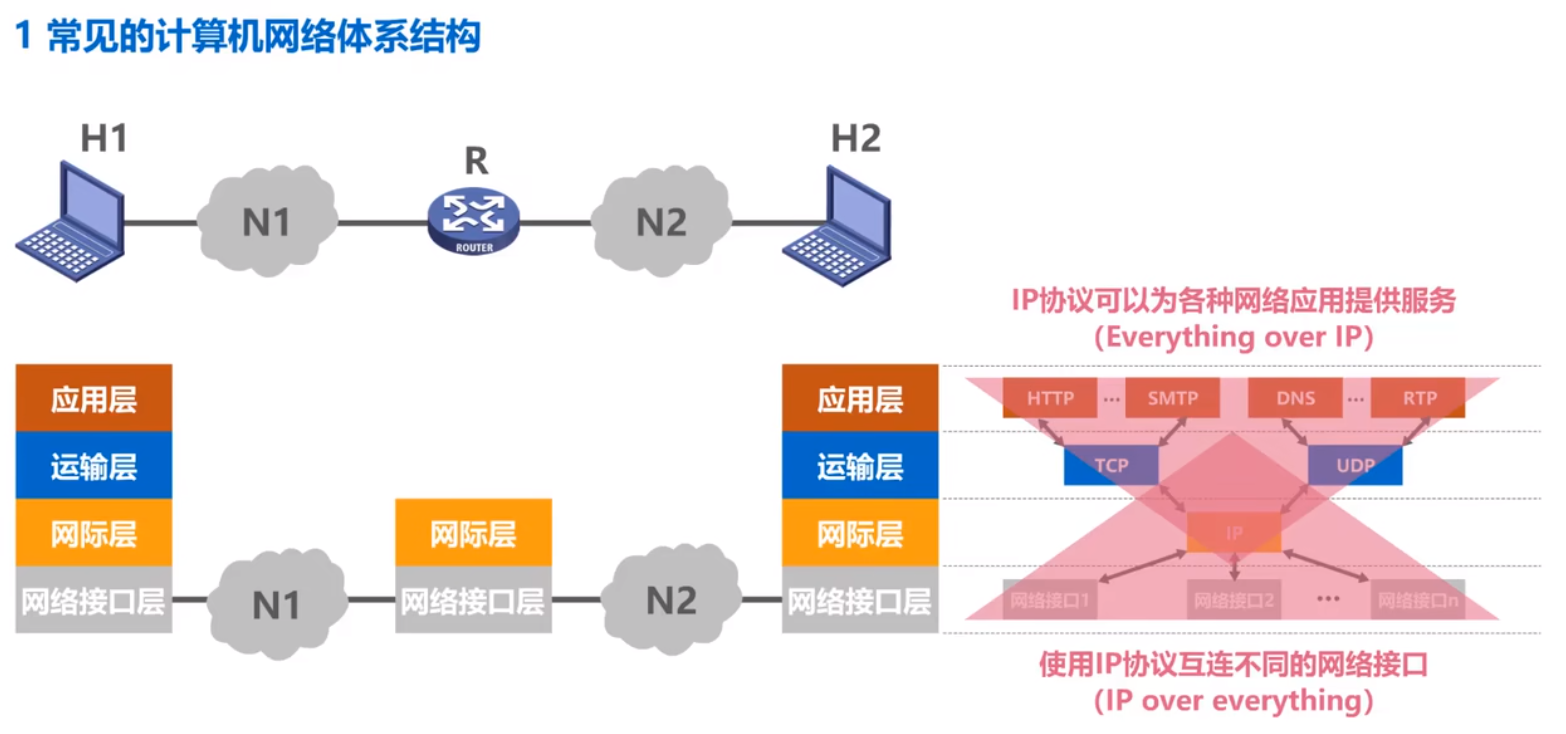 1 常见的计算机网络体系结构
H1
R
H2
N1
ROUTER
N2
IP协议可以为各种网络应用提供服务
(Everything over IP)
应用层
运输层
网际层
网络接口层
N1
网际层
网络接口层
N2
应用层
运输层
网际层
网络接口层
HTTP ... SMTP DNS ... RTP
TCP UDP
IP
网络接口1 网络接口2 ... 网络接口n
使用IP协议互连不同的网络接口
(IP over everything)